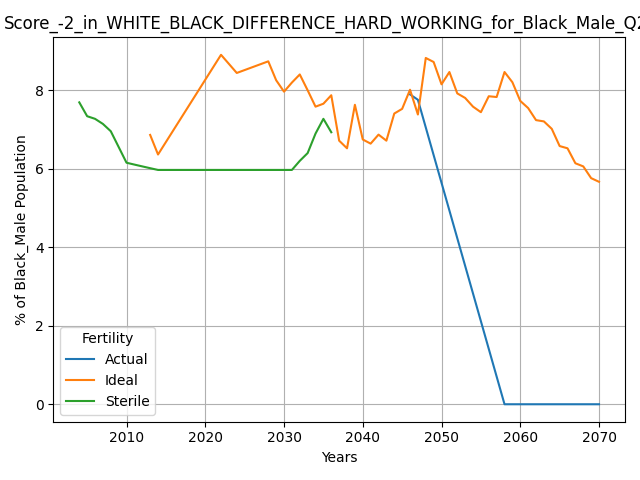 Score_-2_in_WHITE_BLACK_DIFFERENCE_HARD_WORKING_for_Black_Male_Q2
% of Black_Male Population
8
6
4
2
0
Fertility
Actual
Ideal
Sterile
2010 2020 2030 2040 2050 2060 2070
Years